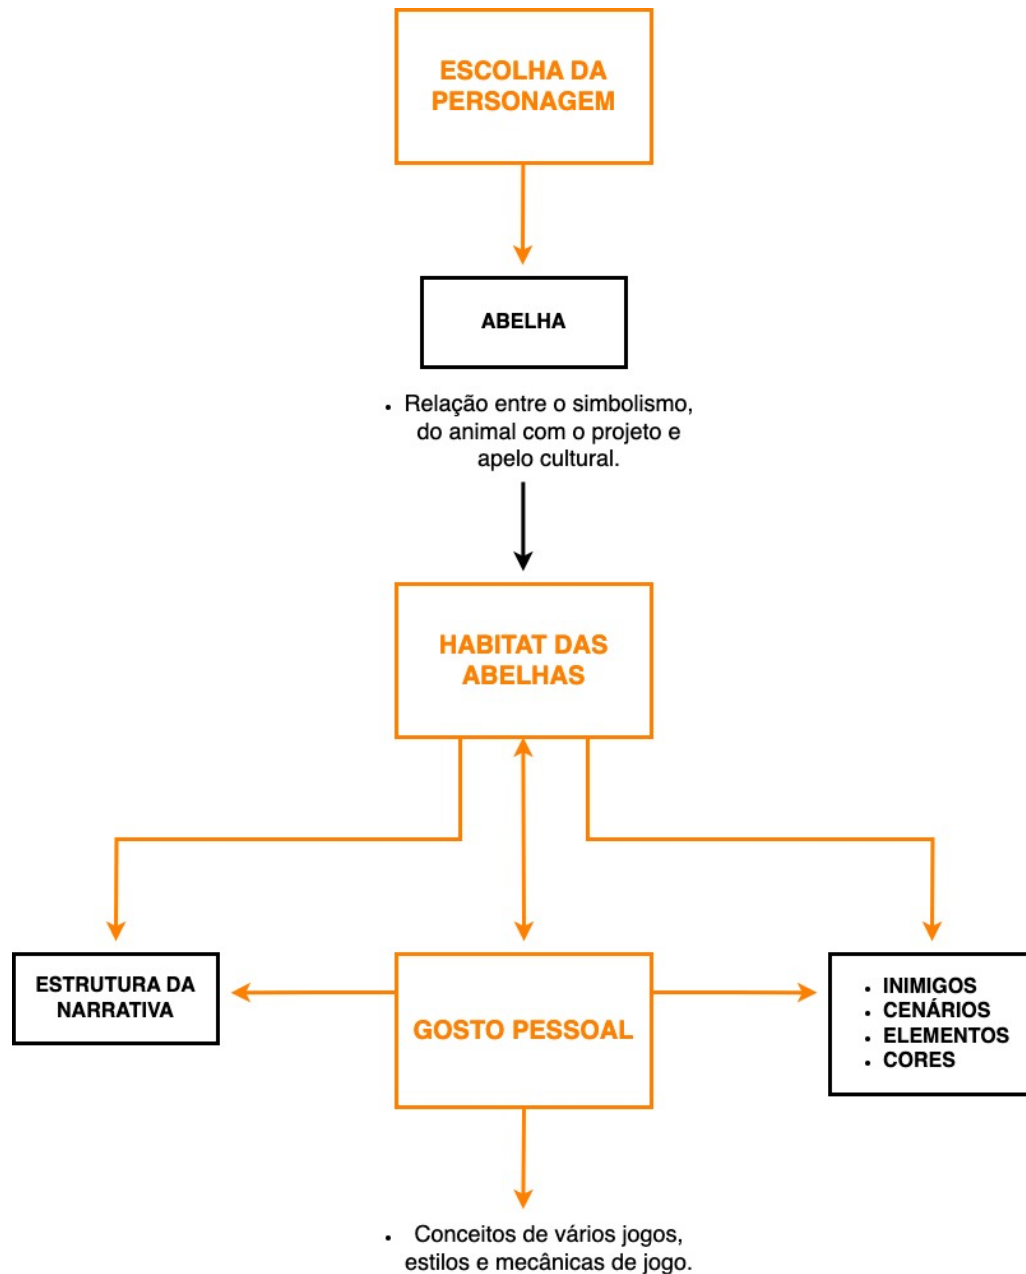 ESCOLHA DA
PERSONAGEM
ABELHA
• Relação entre o simbolismo,
do animal com o projeto e
apelo cultural.
HABITAT DAS
ABELHAS
ESTRUTURA DA
NARRATIVA
GOSTO PESSOAL
• INIMIGOS
• CENÁRIOS
• ELEMENTOS
• CORES
• Conceitos de vários jogos,
estilos e mecânicas de jogo.